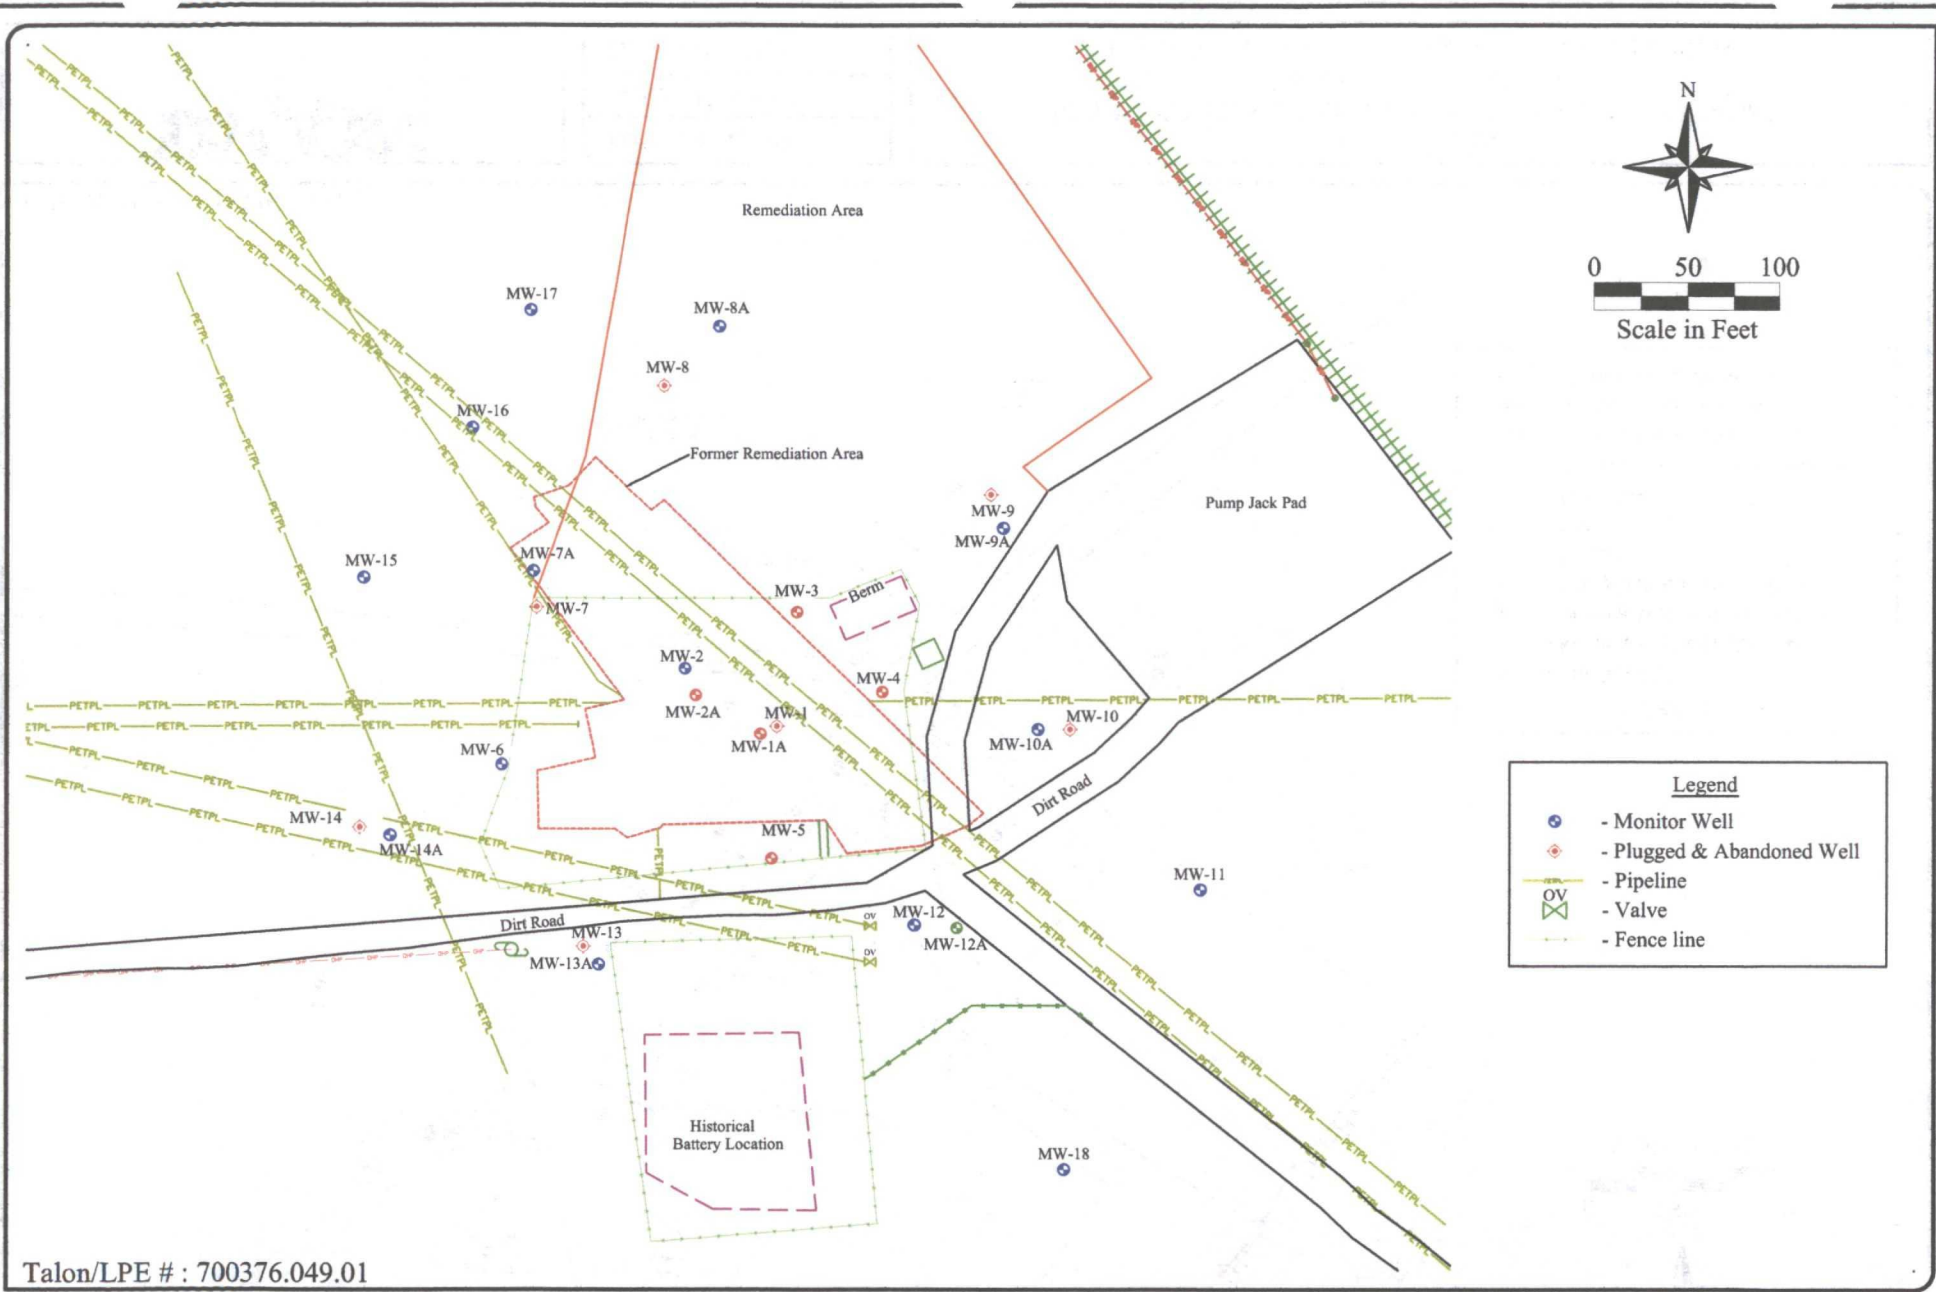 N
0 50 100
Scale in Feet
Remediation Area
MW-17
MW-8A
MW-8
MW-16
Former Remediation Area
MW-9
MW-9A
Pump Jack Pad
MW-15
MW-7A
MW-7
MW-3
Berm
MW-2
MW-2A
MW-4
MW-1
MW-1A
MW-10
MW-10A
MW-6
Dirt Road
MW-14
MW-14A
MW-5
MW-11
MW-12
MW-12A
Dirt Road
MW-13
MW-13A
OV
OV
PETPL
Historical
Battery Location
MW-18
Legend
- Monitor Well
- Plugged & Abandoned Well
- Pipeline
OV
- Valve
- Fence line
Talon/LPE # : 700376.049.01